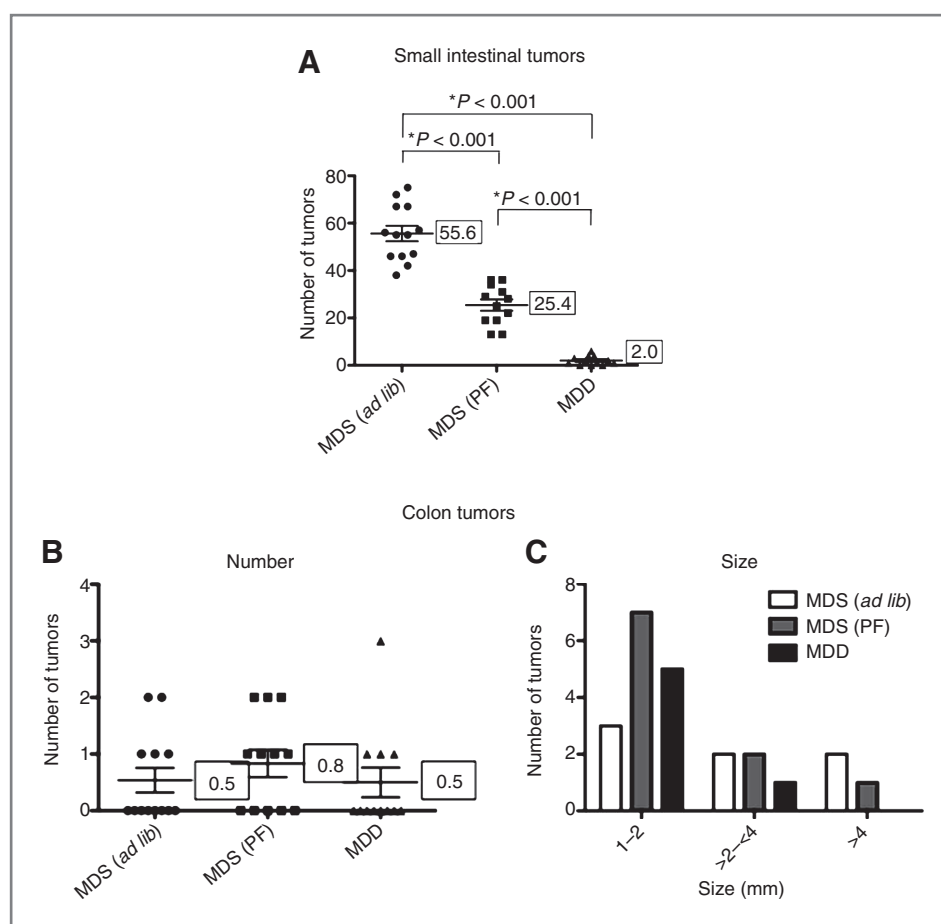 A
Small intestinal tumors
*P < 0.001
*P < 0.001
*P < 0.001
Number of tumors
80
60
40
20
0
55.6
25.4
2.0
MDS (ad lib)
MDS (PF)
MDD
Colon tumors
B
Number
Number of tumors
4
3
2
1
0
0.5
0.8
0.5
MDS (ad lib)
MDS (PF)
MDD
C
Size
MDS (ad lib)
MDS (PF)
MDD
Number of tumors
8
6
4
2
0
1–2
>2–<4
>4
Size (mm)